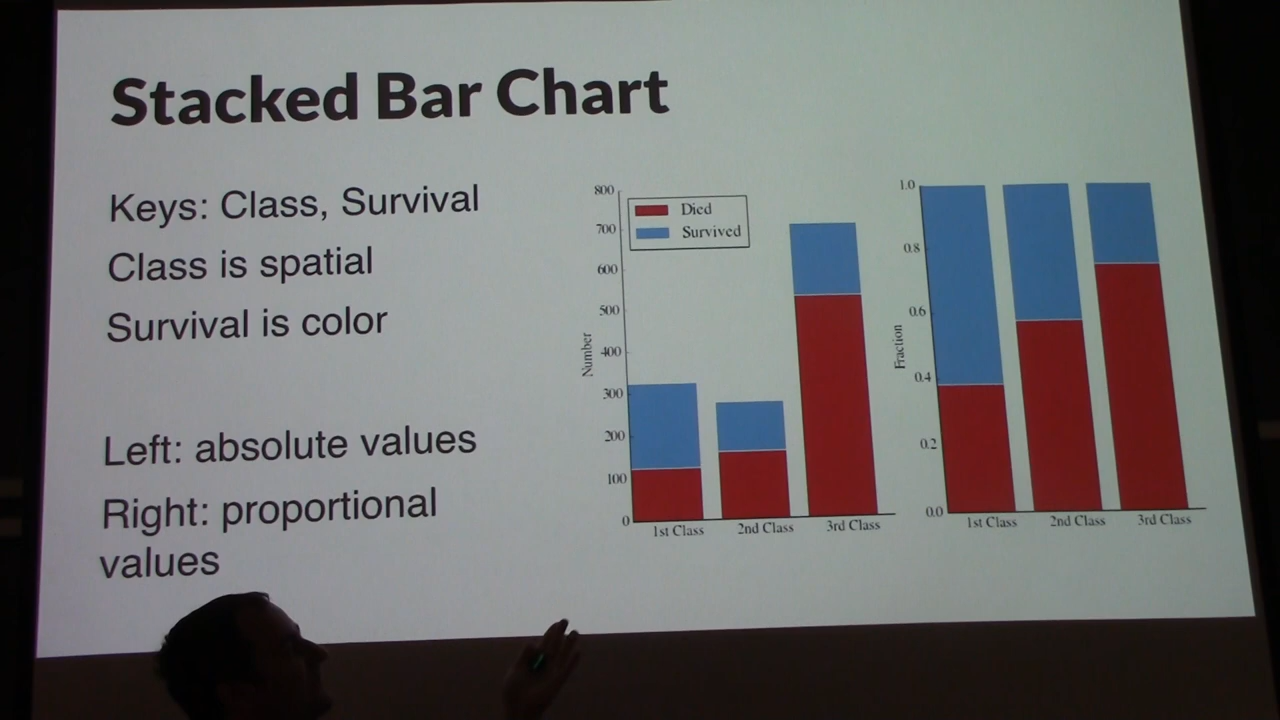 Stacked Bar Chart
Keys: Class, Survival
Class is spatial
Survival is color
Left: absolute values
Right: proportional
values
800
700
600
500
400
300
200
100
0
Number
Died
Survived
1st Class
2nd Class
3rd Class
1.0
0.8
0.6
0.4
0.2
0.0
Fraction
1st Class
2nd Class
3rd Class